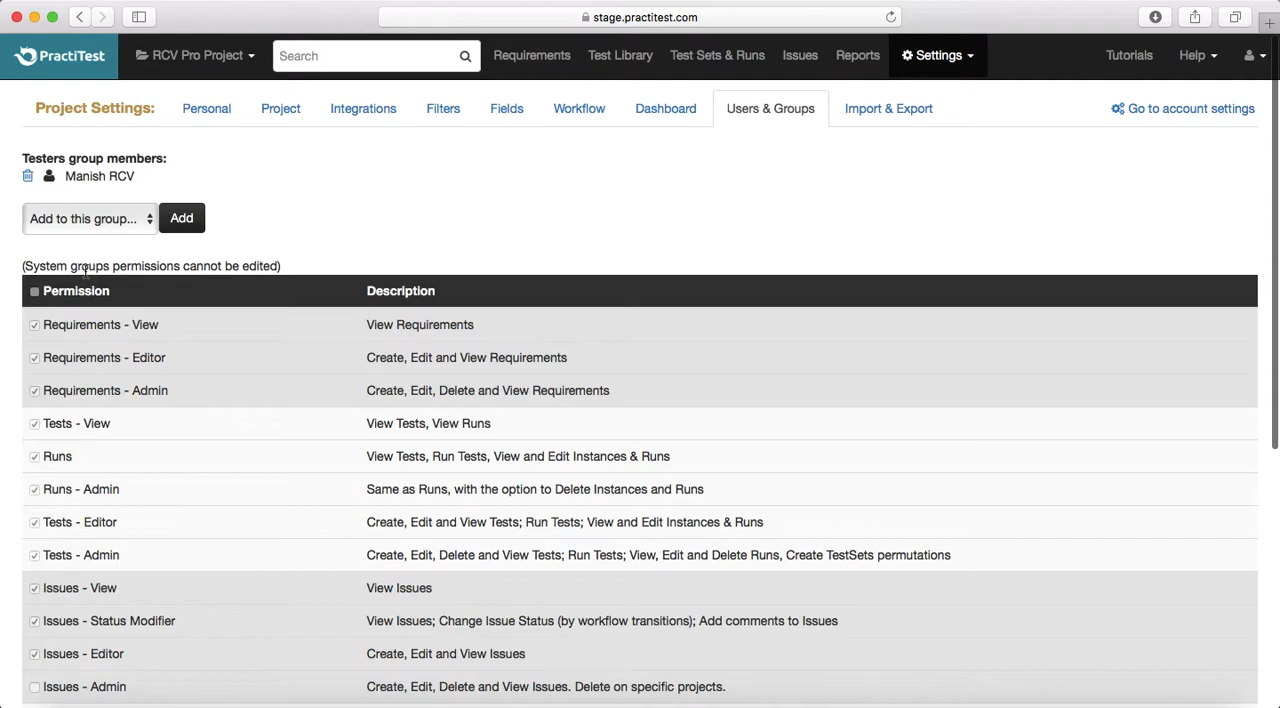 stage.practitest.com
PractiTest
RCV Pro Project
Search
Requirements
Test Library
Test Sets & Runs
Issues
Reports
Settings
Tutorials
Help
Project Settings:
Personal
Project
Integrations
Filters
Fields
Workflow
Dashboard
Users & Groups
Import & Export
Go to account settings
Testers group members:
Manish RCV
Add to this group...
Add
(System groups permissions cannot be edited)
Permission Description
Requirements - View View Requirements
Requirements - Editor Create, Edit and View Requirements
Requirements - Admin Create, Edit, Delete and View Requirements
Tests - View View Tests, View Runs
Runs View Tests, Run Tests, View and Edit Instances & Runs
Runs - Admin Same as Runs, with the option to Delete Instances and Runs
Tests - Editor Create, Edit and View Tests; Run Tests; View and Edit Instances & Runs
Tests - Admin Create, Edit, Delete and View Tests; Run Tests; View, Edit and Delete Runs, Create TestSets permutations
Issues - View View Issues
Issues - Status Modifier View Issues; Change Issue Status (by workflow transitions); Add comments to Issues
Issues - Editor Create, Edit and View Issues
Issues - Admin Create, Edit, Delete and View Issues. Delete on specific projects.